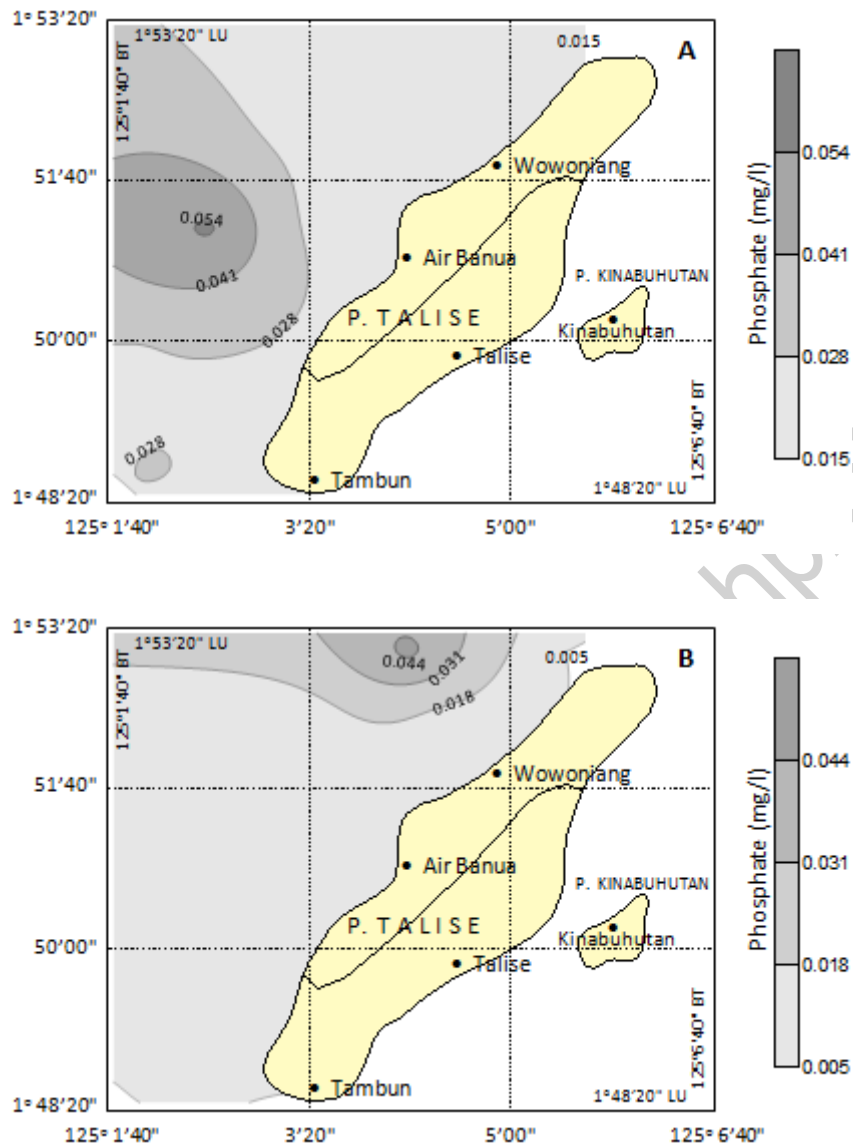 1° 53'20"
1°53'20" LU
0.015
A
125°1'40" BT
Wowoniang
51'40"
0.054
0.054
Air Banua
0.041
0.041
P. KINABUHUTAN
0.028
P. TALISE
Kinabuhutan
50'00"
Talise
0.028
0.028
125°6'40" BT
0.015
Tambun
1°48'20" LU
1° 48'20"
125° 1'40"
3'20"
5'00"
125° 6'40"
Phosphate (mg/l)
hp
1° 53'20"
1°53'20" LU
0.005
B
125°1'40" BT
0.044
0.031
0.018
0.044
Wowoniang
51'40"
Air Banua
0.031
P. KINABUHUTAN
P. TALISE
Kinabuhutan
50'00"
Talise
0.018
125°6'40" BT
0.005
Tambun
1°48'20" LU
1° 48'20"
125° 1'40"
3'20"
5'00"
125° 6'40"
Phosphate (mg/l)